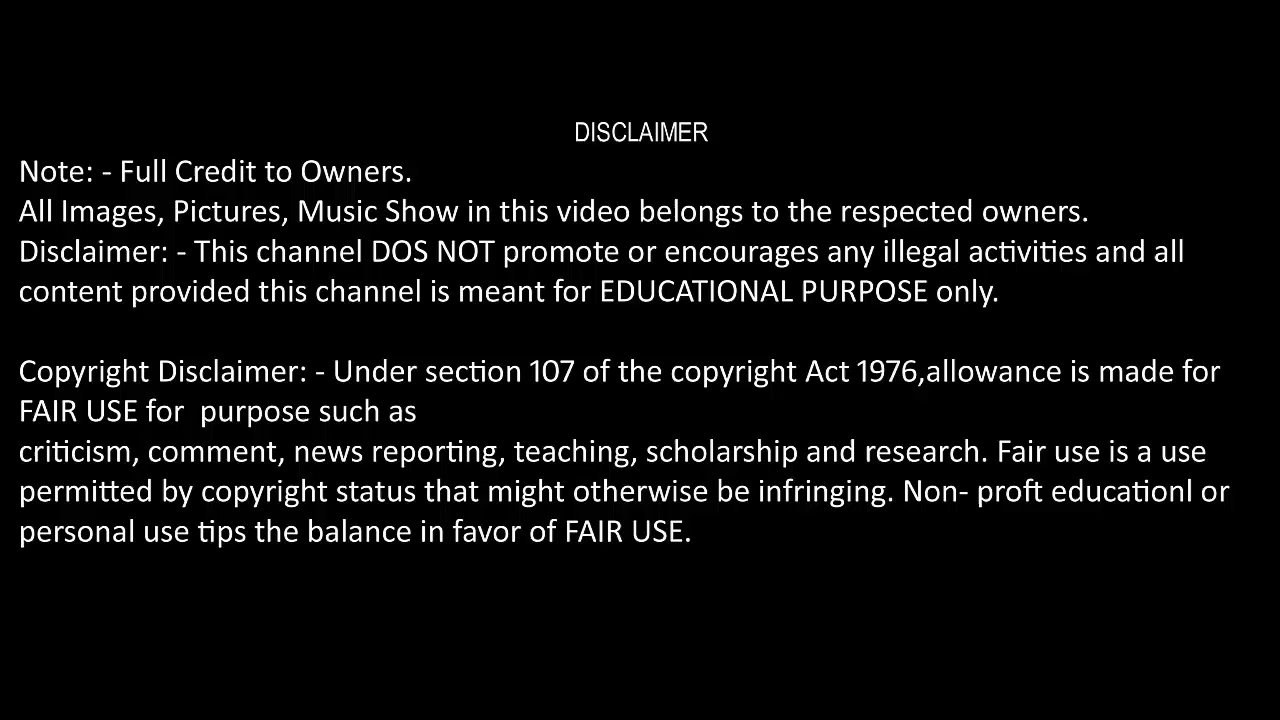 DISCLAIMER
Note: - Full Credit to Owners.
All Images, Pictures, Music Show in this video belongs to the respected owners.
Disclaimer: - This channel DOS NOT promote or encourages any illegal activities and all
content provided this channel is meant for EDUCATIONAL PURPOSE only.
Copyright Disclaimer: - Under section 107 of the copyright Act 1976,allowance is made for
FAIR USE for  purpose such as
criticism, comment, news reporting, teaching, scholarship and research. Fair use is a use
permitted by copyright status that might otherwise be infringing. Non- proft educationl or
personal use tips the balance in favor of FAIR USE.